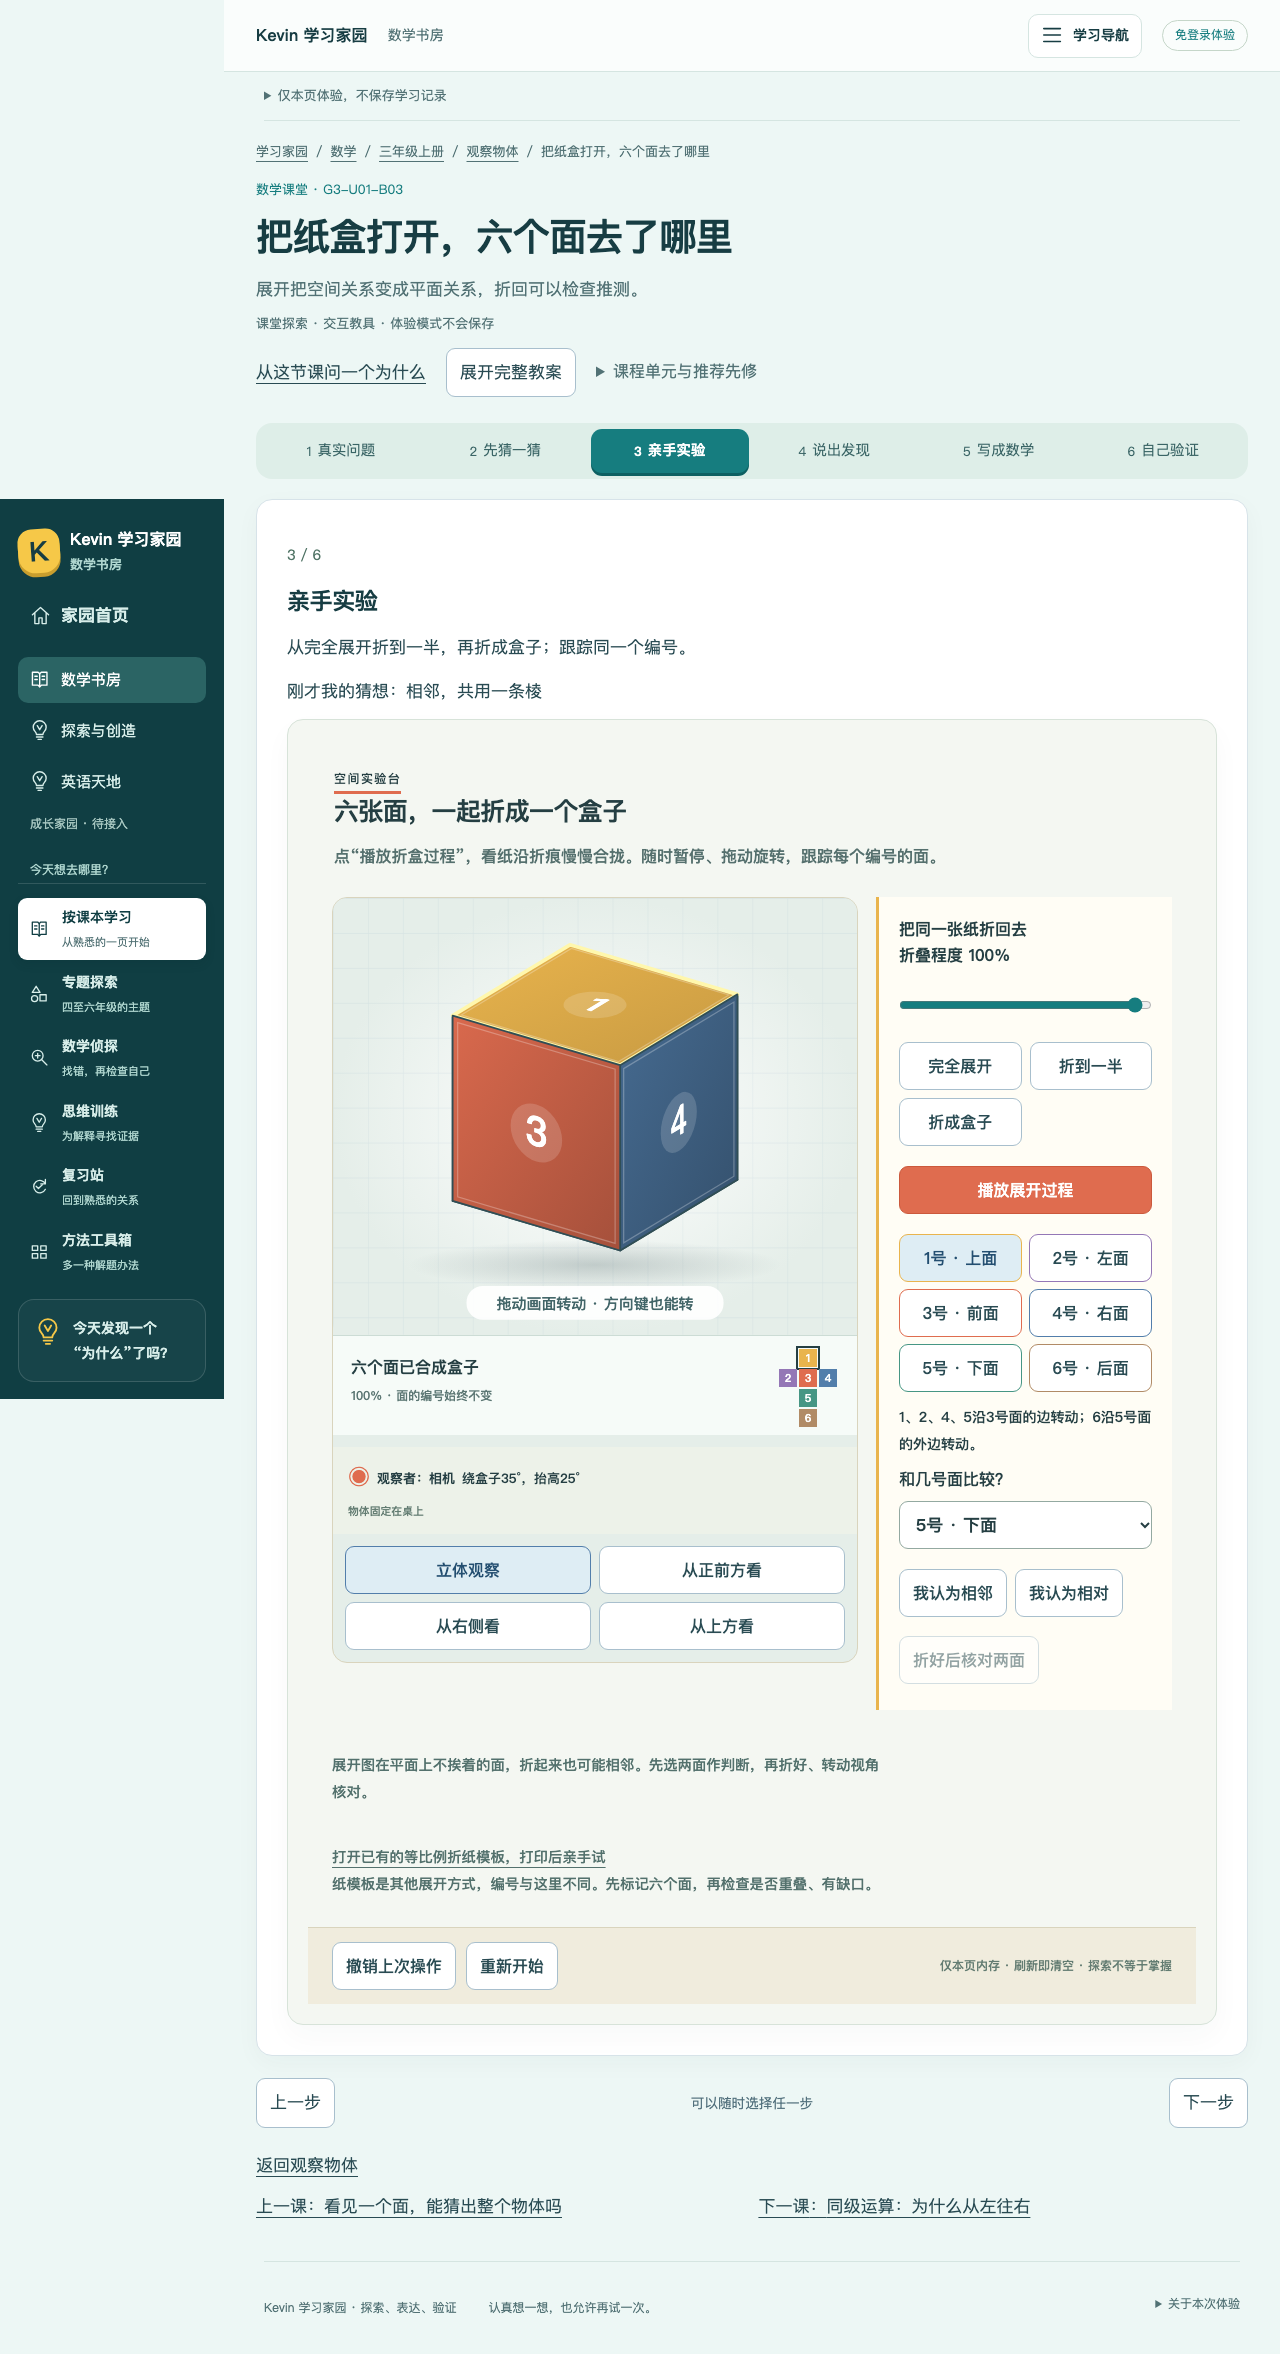 Kevin 学习家园 数学书房
学习导航
免登录体验
▶ 仅本页体验，不保存学习记录
学习家园 / 数学 / 三年级上册 / 观察物体 / 把纸盒打开，六个面去了哪里
数学课堂 · G3-U01-B03
把纸盒打开，六个面去了哪里
展开把空间关系变成平面关系，折回可以检查推测。
课堂探索 · 交互教具 · 体验模式不会保存
从这节课问一个为什么
展开完整教案
▶ 课程单元与推荐先修
1 真实问题
2 先猜一猜
3 亲手实验
4 说出发现
5 写成数学
6 自己验证
K
Kevin 学习家园
数学书房
家园首页
数学书房
探索与创造
英语天地
成长家园 · 待接入
今天想去哪里？
按课本学习
从熟悉的一页开始
专题探索
四至六年级的主题
数学侦探
找错，再检查自己
思维训练
为解释寻找证据
复习站
回到熟悉的关系
方法工具箱
多一种解题办法
今天发现一个
“为什么”了吗？
3 / 6
亲手实验
从完全展开折到一半，再折成盒子；跟踪同一个编号。
刚才我的猜想：相邻，共用一条棱
空间实验台
六张面，一起折成一个盒子
点“播放折盒过程”，看纸沿折痕慢慢合拢。随时暂停、拖动旋转，跟踪每个编号的面。
1
3
4
拖动画面转动 · 方向键也能转
六个面已合成盒子
100% · 面的编号始终不变
1
2 3 4
5
6
观察者：相机 绕盒子35°，抬高25°
物体固定在桌上
立体观察
从正前方看
从右侧看
从上方看
把同一张纸折回去
折叠程度 100%
完全展开
折到一半
折成盒子
播放展开过程
1号 · 上面
2号 · 左面
3号 · 前面
4号 · 右面
5号 · 下面
6号 · 后面
1、2、4、5沿3号面的边转动；6沿5号面
的外边转动。
和几号面比较？
5号 · 下面
我认为相邻
我认为相对
折好后核对两面
展开图在平面上不挨着的面，折起来也可能相邻。先选两面作判断，再折好、转动视角
核对。
打开已有的等比例折纸模板，打印后亲手试
纸模板是其他展开方式，编号与这里不同。先标记六个面，再检查是否重叠、有缺口。
撤销上次操作
重新开始
仅本页内存 · 刷新即清空 · 探索不等于掌握
上一步
可以随时选择任一步
下一步
返回观察物体
上一课：看见一个面，能猜出整个物体吗
下一课：同级运算：为什么从左往右
Kevin 学习家园 · 探索、表达、验证
认真想一想，也允许再试一次。
▶ 关于本次体验